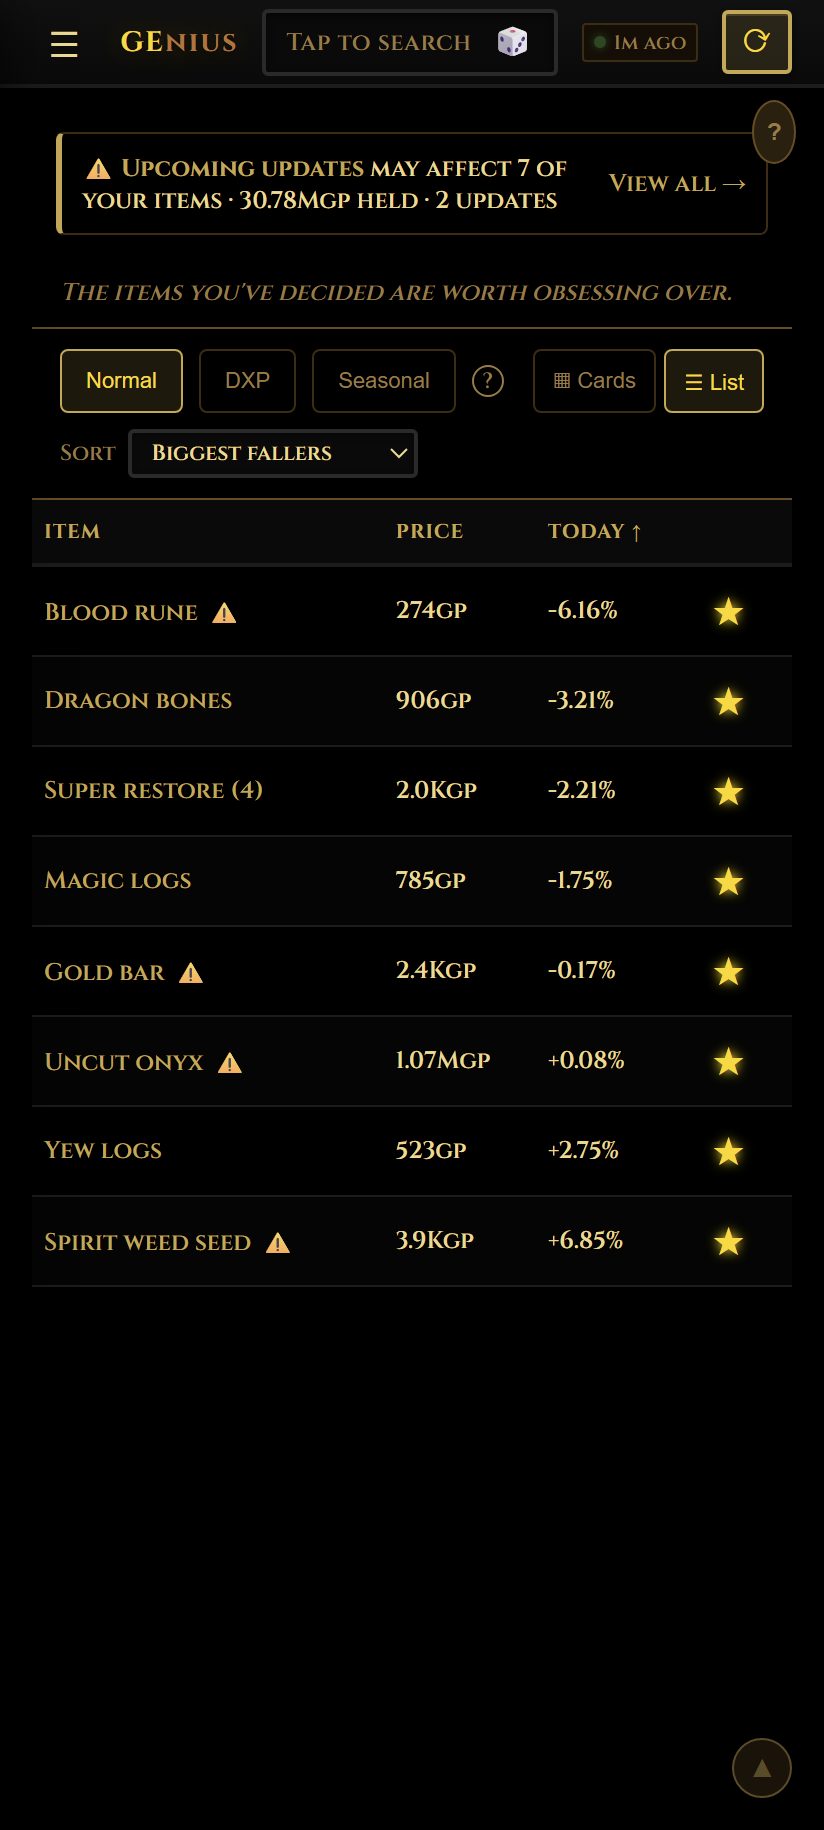 ☰ GENIUS Tap to search 1m ago ⟳
?
⚠ Upcoming updates may affect 7 of
your items · 30.78Mgp held · 2 updates
View all →
The items you've decided are worth obsessing over.
Normal DXP Seasonal ? ▦ Cards ☰ List
Sort Biggest fallers
Item Price Today ↑
Blood rune ⚠ 274gp -6.16% ★
Dragon bones 906gp -3.21% ★
Super restore (4) 2.0Kgp -2.21% ★
Magic logs 785gp -1.75% ★
Gold bar ⚠ 2.4Kgp -0.17% ★
Uncut onyx ⚠ 1.07Mgp +0.08% ★
Yew logs 523gp +2.75% ★
Spirit weed seed ⚠ 3.9Kgp +6.85% ★
▲